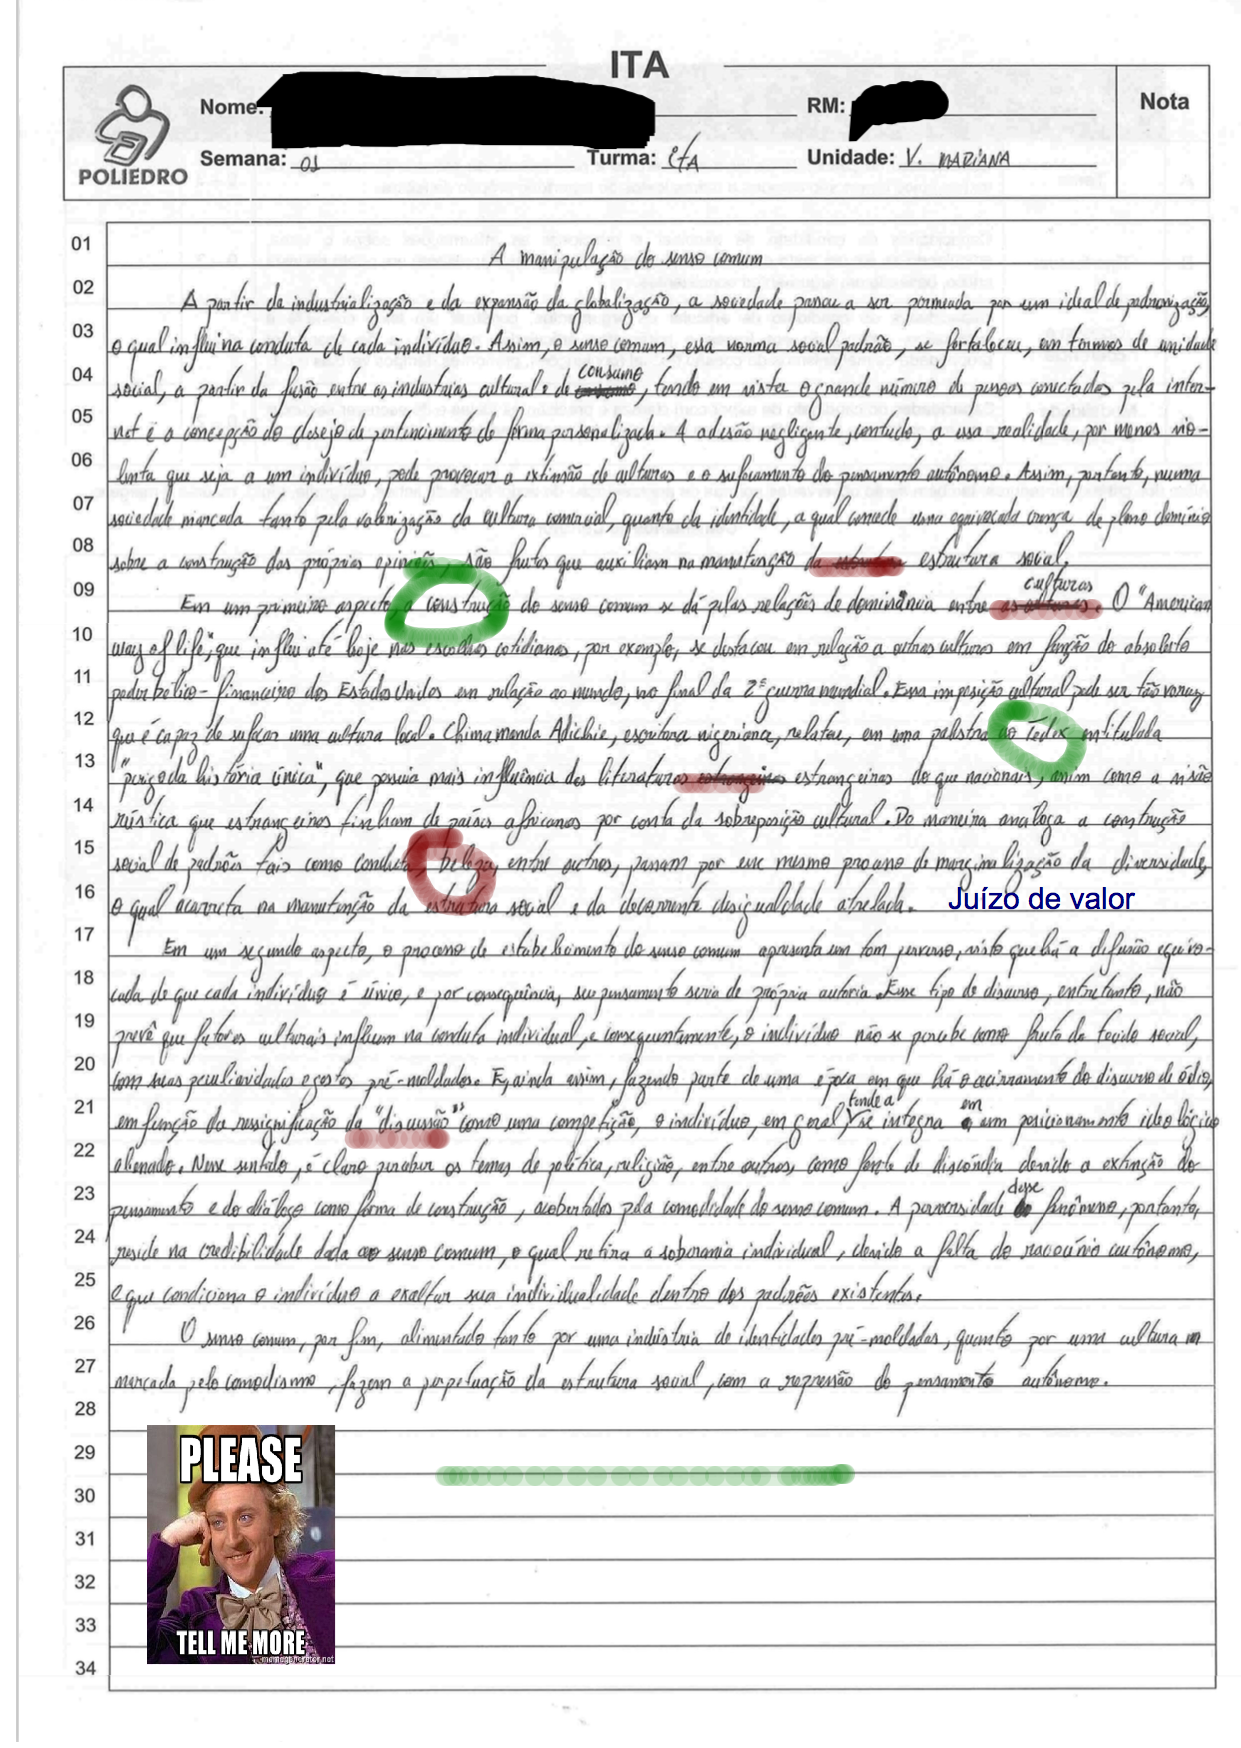 ITA
Nome:
RM:
Nota
POLIEDRO
Semana: 01
Turma: ITA
Unidade: V. MARIANA
01 A manipulação do senso comum
02 A partir da industrialização e da expansão da globalização, a sociedade passou a ser permeada por um ideal de padronização,
03 o qual influi na conduta de cada indivíduo. Assim, o senso comum, essa norma social padrão, se fortaleceu, em termos de unidade
04 social, a partir da fusão entre as industrias cultural e de consumo, tendo em vista o grande número de pessoas conectadas pela inter-
05 net é a concepção do desejo de pertencimento de forma personalizada. A adesão negligente, contudo, a essa realidade, por menos vio-
06 lenta que seja a um indivíduo, pode provocar a extinsão de culturas e o sufocamento do pensamento autônomo. Assim, portanto, numa
07 sociedade marcada tanto pela valorização da cultura comercial, quanto da identidade, a qual concede uma equivocada crença de pleno domínio
08 sobre a construção das próprias opiniões, são frutos que auxiliam na manutenção da estrutura social.
09 Em um primeiro aspecto, a construção do senso comum se dá pelas relações de dominância entre culturas. O "American
10 way of life", que influi até hoje nas escolhas cotidianas, por exemplo, se destacou em relação a outras culturas em função do absoluto
11 poder bélico-financeiro dos Estados Unidos em relação ao mundo, no final da 2ª guerra mundial. Essa imposição cultural pode ser tão voraz
12 que é capaz de sufocar uma cultura local. Chimamanda Adichie, escritora nigeriana, relatou, em uma palestra ao Tedix entitulada
13 "perigo da história única", que possuia mais influência das literaturas estrangeiras do que nacionais, assim como a visão
14 rústica que estrangeiros tinham de países africanos por conta da sobreposição cultural. Da maneira análoga a construção
15 social de padrões tais como conduta, beleza, entre outros, passam por esse mesmo processo de marginalização da diversidade,
16 o qual acarreta na manutenção da estrutura social e da decorrente desigualdade atrelada.
Juízo de valor
17 Em um segundo aspecto, o processo de estabelecimento do senso comum apresenta um tom perverso, visto que há a difusão equivo-
18 cada de que cada indivíduo é único, e por consequência, seu pensamento seria de própria autoria. Esse tipo de discurso, entretanto, não
19 prevê que fatores culturais influem na conduta individual, e consequentemente, o indivíduo não se percebe como fruto do tecido social,
20 com suas peculiaridades e gostos pré-moldados. E, ainda assim, fazendo parte de uma época em que há o acirramento do discurso de ódio,
21 em função da ressignificação da "discussão" como uma competição, o indivíduo, em geral, tende a se integra em um posicionamento ideológico
22 alienado. Nesse sentido, é claro perceber os temas de política, religião, entre outros, como fonte de discórdia devido a extinção do
23 pensamento e do diálogo como forma de construção, acobertados pela comodidade do senso comum. A perversidade desse fenômeno, portanto,
24 reside na credibilidade dada ao senso comum, o qual retira a soberania individual, devido a falta de raciocínio autônomo,
25 o que condiciona o indivíduo a exaltar sua individualidade dentro dos padrões existentes.
26 O senso comum, por fim, alimentado tanto por uma indústria de identidades pré-moldadas, quanto por uma cultura
27 marcada pelo comodismo, fazem a perpetuação da estrutura social, com a repressão do pensamento autônomo.
28
29
30
31
32
33
34
PLEASE
TELL ME MORE
memegenerator.net